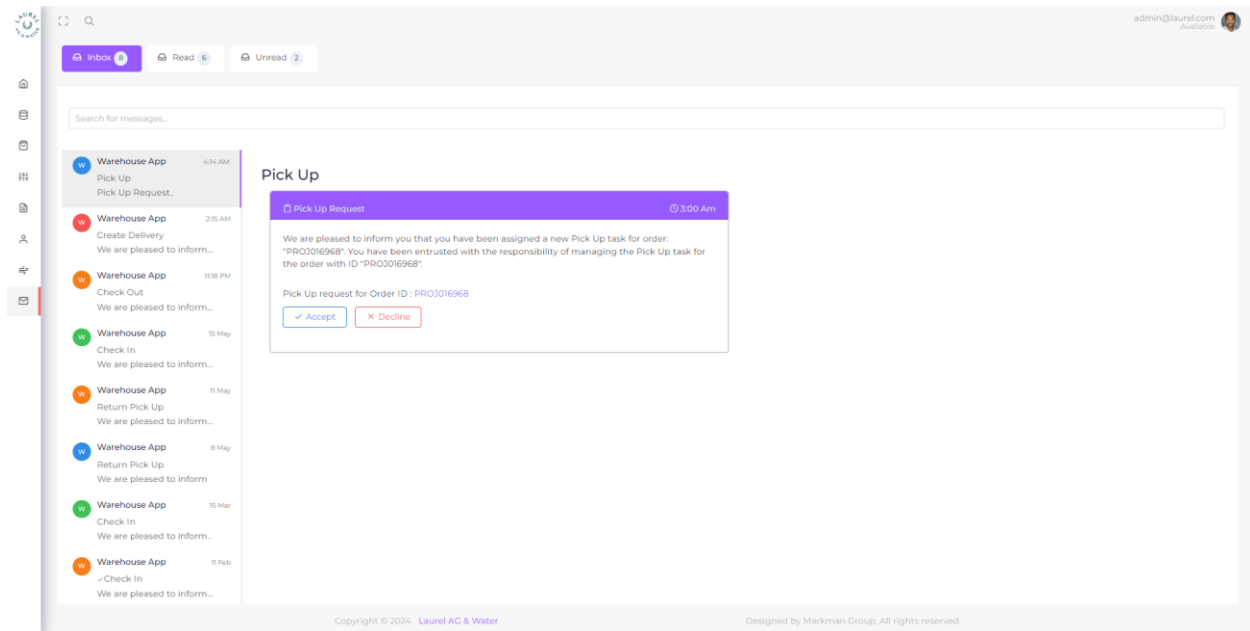 LAUREL
AG & WATER
admin@laurel.com
Available
Inbox 8
Read 6
Unread 2
Search for messages...
W
Warehouse App 4:14 AM
Pick Up
Pick Up Request..
W
Warehouse App 2:15 AM
Create Delivery
We are pleased to inform...
W
Warehouse App 11:18 PM
Check Out
We are pleased to inform...
W
Warehouse App 15 May
Check In
We are pleased to inform...
W
Warehouse App 11 May
Return Pick Up
We are pleased to inform...
W
Warehouse App 8 May
Return Pick Up
We are pleased to inform
W
Warehouse App 15 Mar
Check In
We are pleased to inform..
W
Warehouse App 11 Feb
✓Check In
We are pleased to inform...
Pick Up
Pick Up Request 3:00 Am
We are pleased to inform you that you have been assigned a new Pick Up task for order:
"PROJ016968". You have been entrusted with the responsibility of managing the Pick Up task for
the order with ID "PROJ016968".
Pick Up request for Order ID : PROJ016968
✓ Accept
✕ Decline
Copyright © 2024 Laurel AG & Water
Designed by Markman Group, All rights reserved.